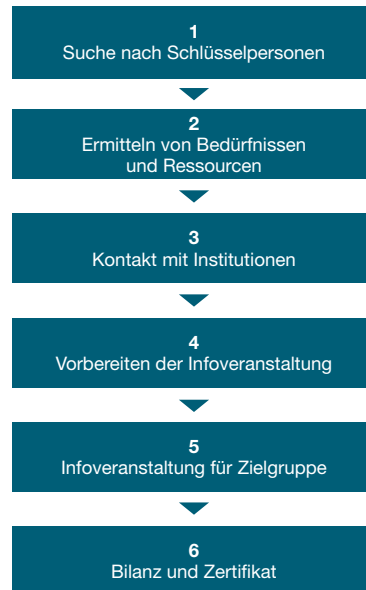 1
Suche nach Schlüsselpersonen
2
Ermitteln von Bedürfnissen
und Ressourcen
3
Kontakt mit Institutionen
4
Vorbereiten der Infoveranstaltung
5
Infoveranstaltung für Zielgruppe
6
Bilanz und Zertifikat